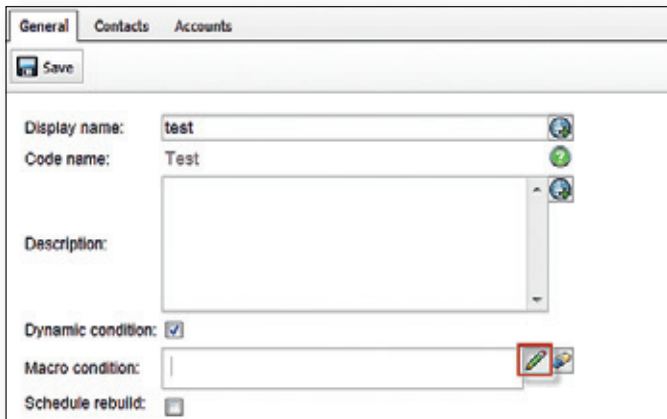 General Contacts Accounts
Save
Display name: test
Code name: Test
Description:
Dynamic condition:
Macro condition:
Schedule rebuild: